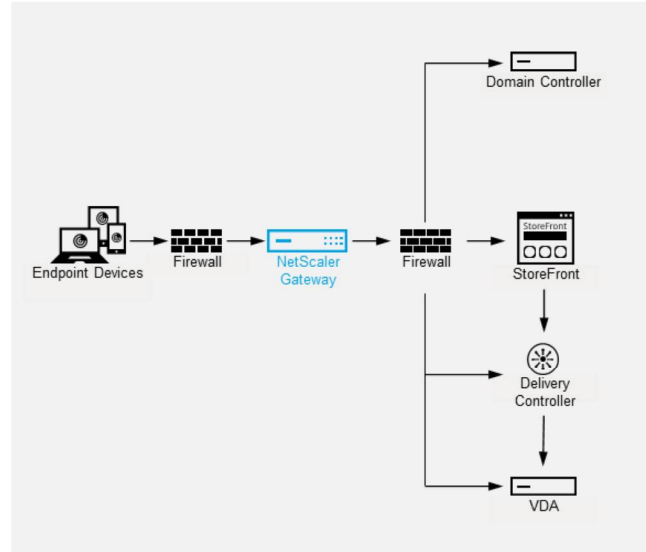 Domain Controller
StoreFront
Endpoint Devices
Firewall
NetScaler
Gateway
Firewall
StoreFront
Delivery
Controller
VDA